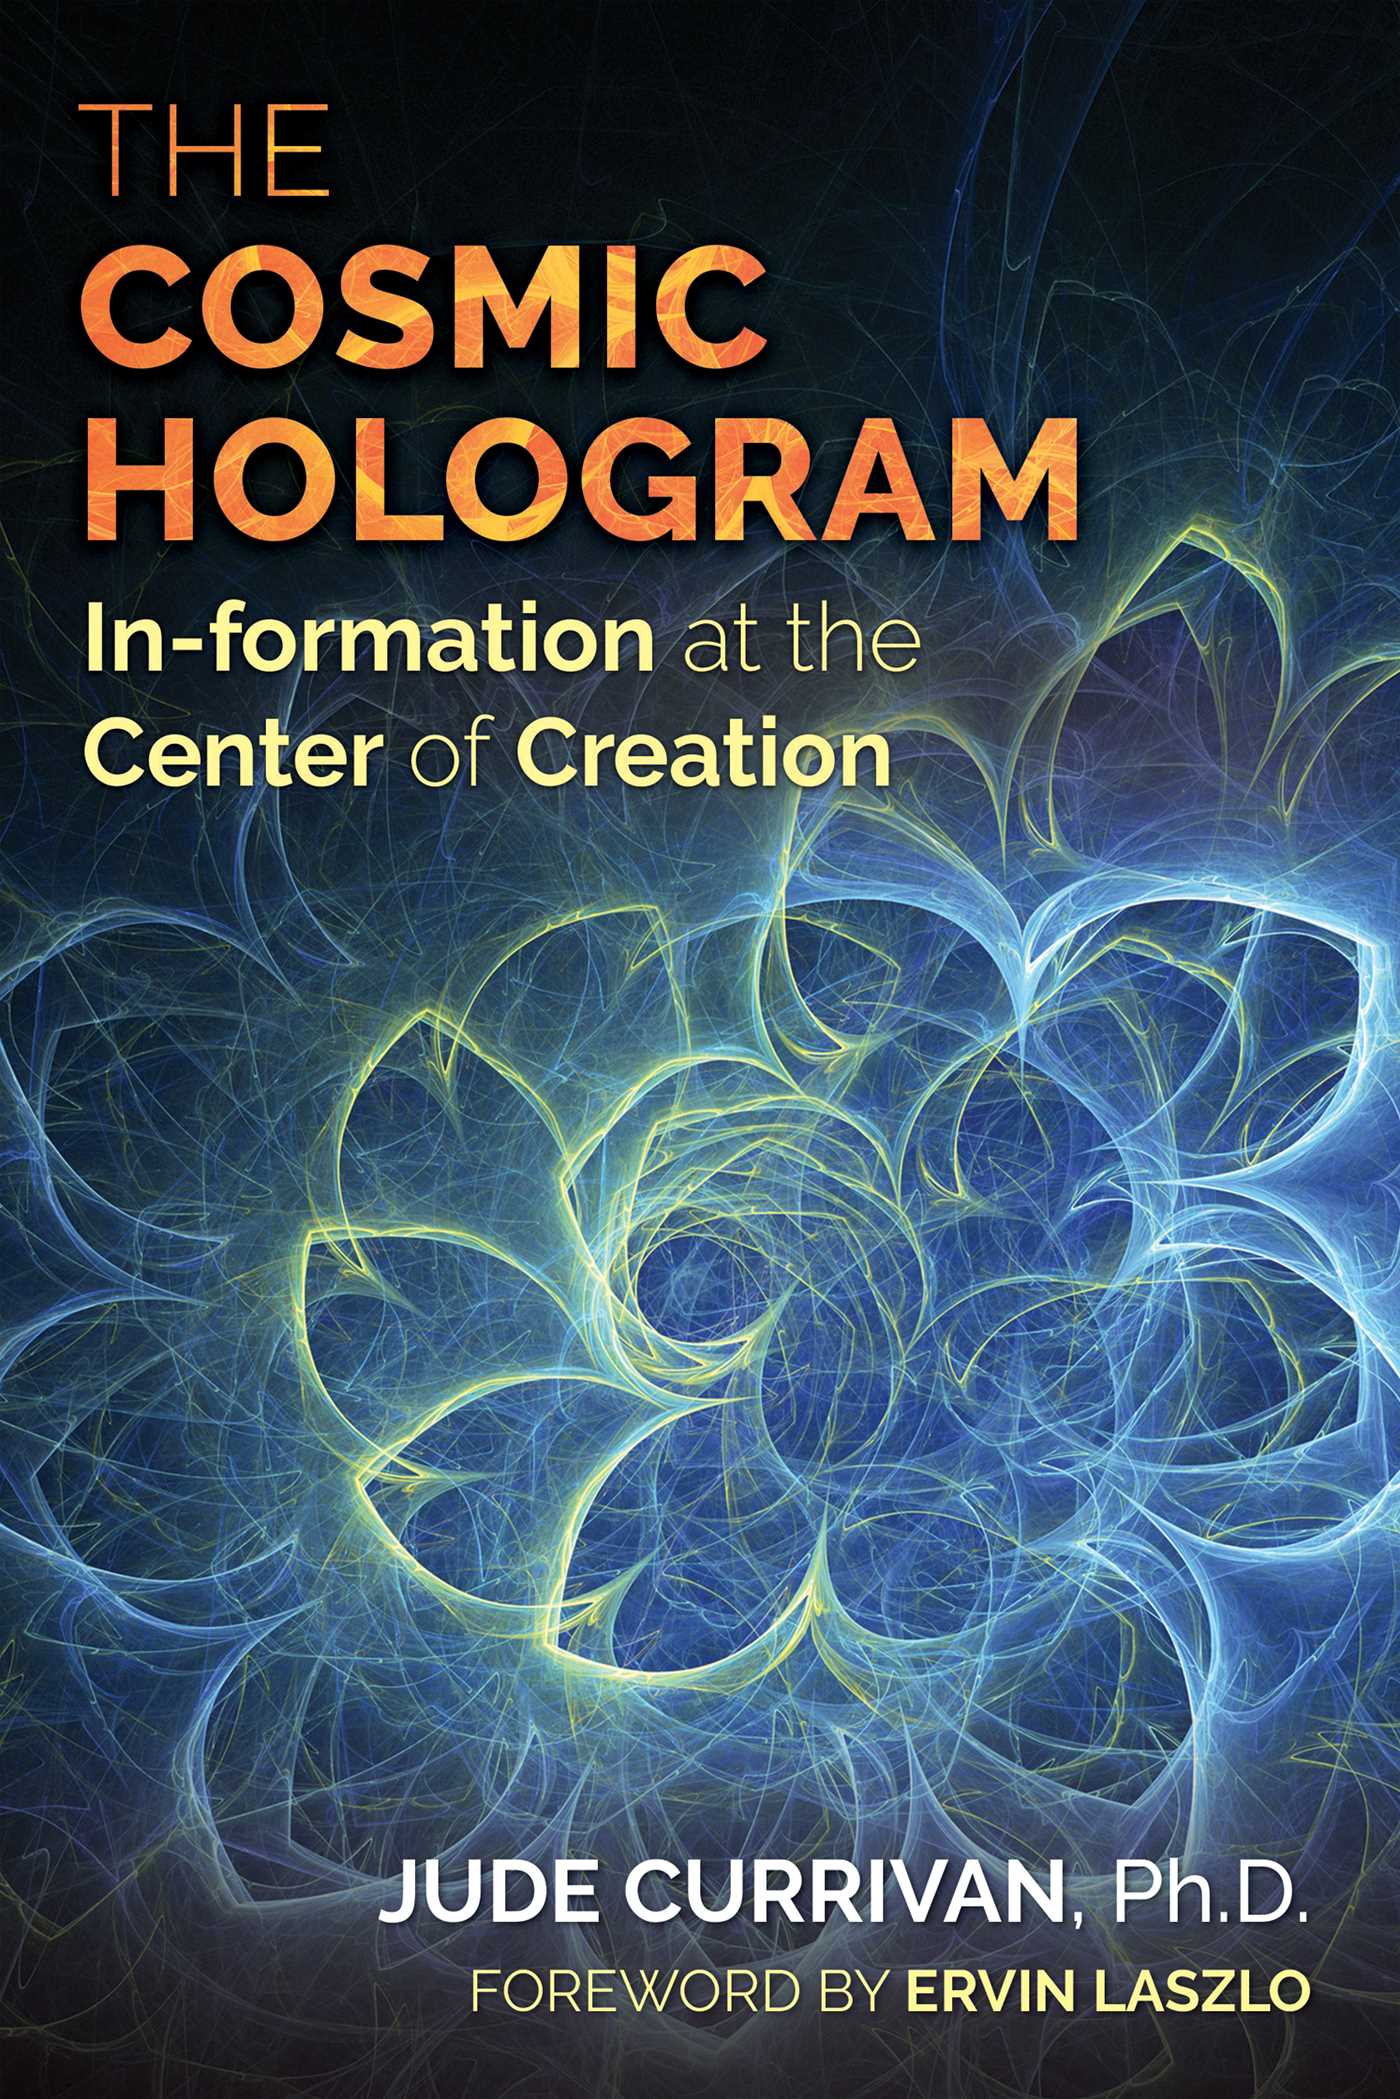 THE
COSMIC
HOLOGRAM
In-formation at the
Center of Creation
JUDE CURRIVAN, Ph.D.
FOREWORD BY ERVIN LASZLO